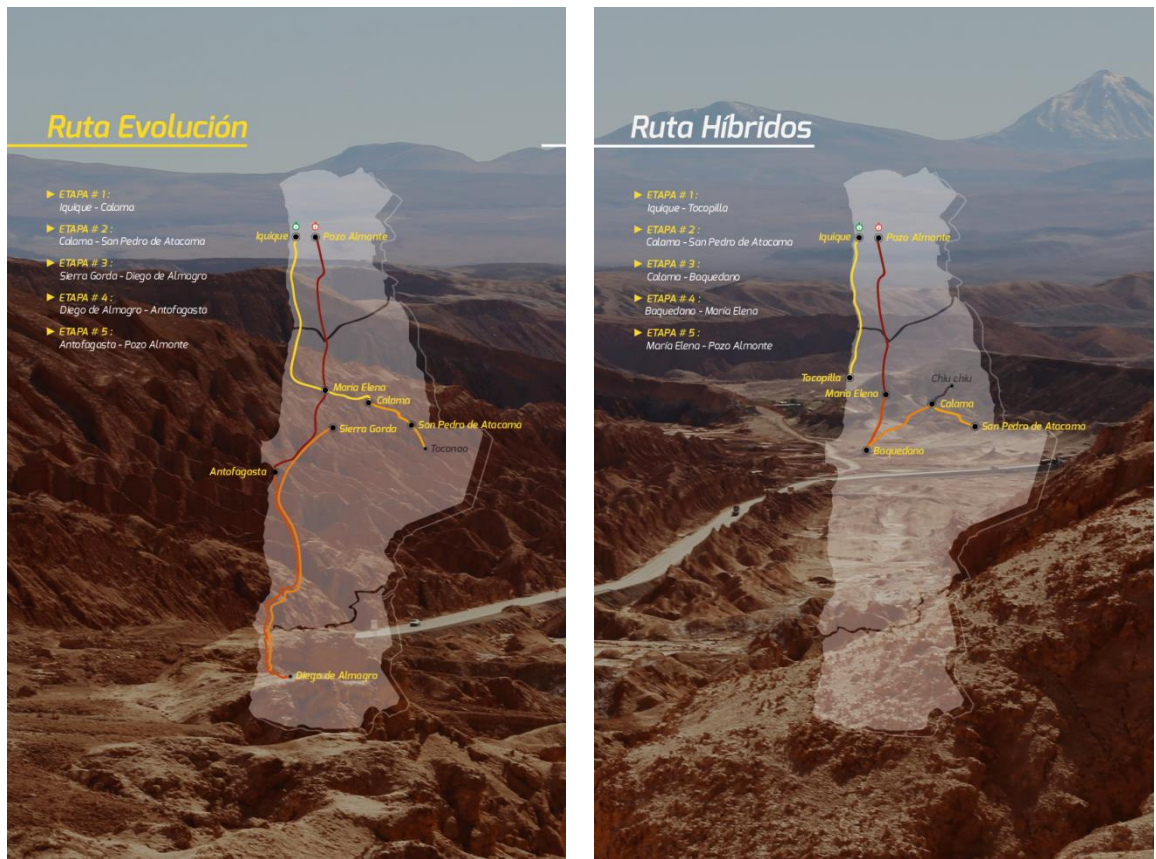 Ruta Evolución
ETAPA # 1 :
Iquique - Calama
ETAPA # 2 :
Calama - San Pedro de Atacama
ETAPA # 3 :
Sierra Gorda - Diego de Almagro
ETAPA # 4 :
Diego de Almagro - Antofagasta
ETAPA # 5 :
Antofagasta - Pozo Almonte
Iquique
Pozo Almonte
María Elena
Calama
San Pedro de Atacama
Sierra Gorda
Toconao
Antofagasta
Diego de Almagro
Ruta Híbridos
ETAPA # 1 :
Iquique - Tocopilla
ETAPA # 2 :
Calama - San Pedro de Atacama
ETAPA # 3 :
Calama - Baquedano
ETAPA # 4 :
Baquedano - María Elena
ETAPA # 5 :
María Elena - Pozo Almonte
Iquique
Pozo Almonte
Tocopilla
Chiu chiu
María Elena
Calama
San Pedro de Atacama
Baquedano